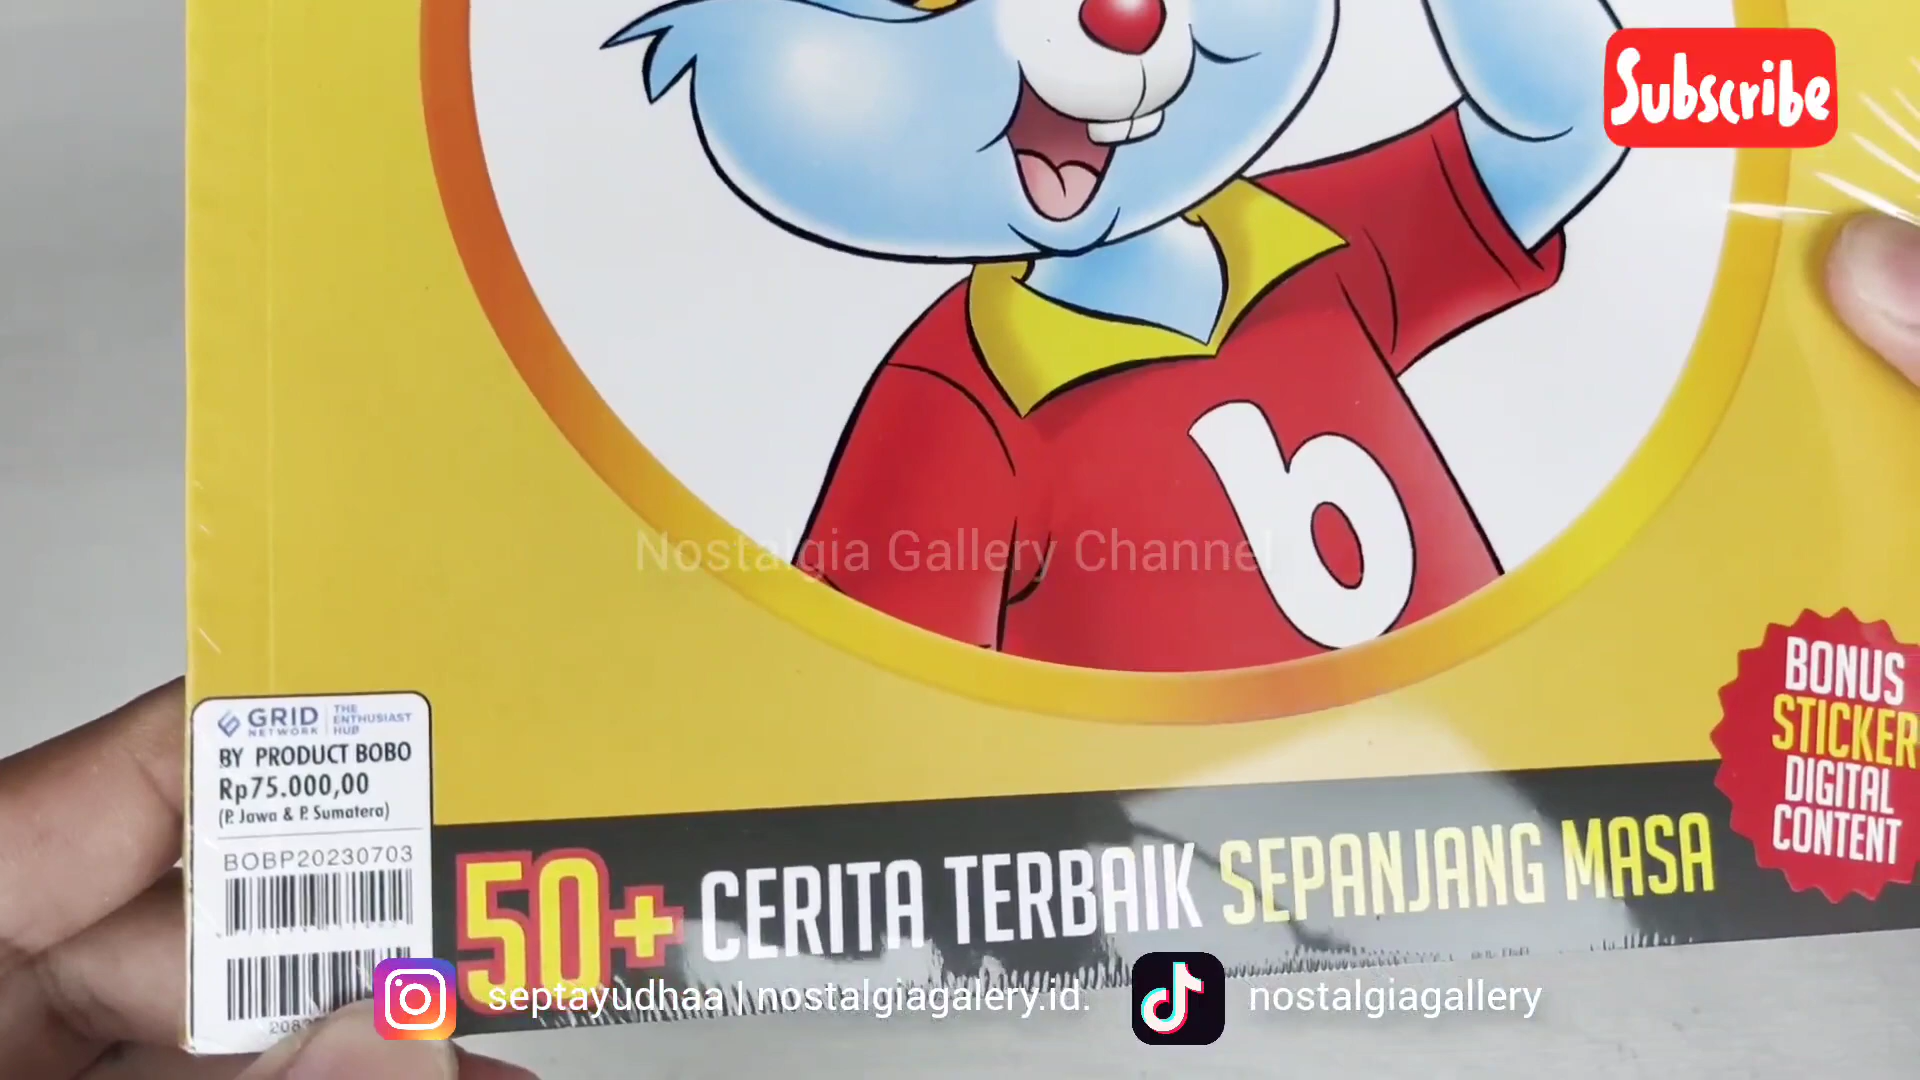 Subscribe
b
Nostalgia Gallery Channel
GRID
NETWORK
THE
ENTHUSIAST
HUB
BY PRODUCT BOBO
Rp75.000,00
(P. Jawa & P. Sumatera)
BOBP20230703
BONUS
STICKER
DIGITAL
CONTENT
50+ CERITA TERBAIK SEPANJANG MASA
septayudhaa | nostalgiagalery.id.
nostalgiagallery